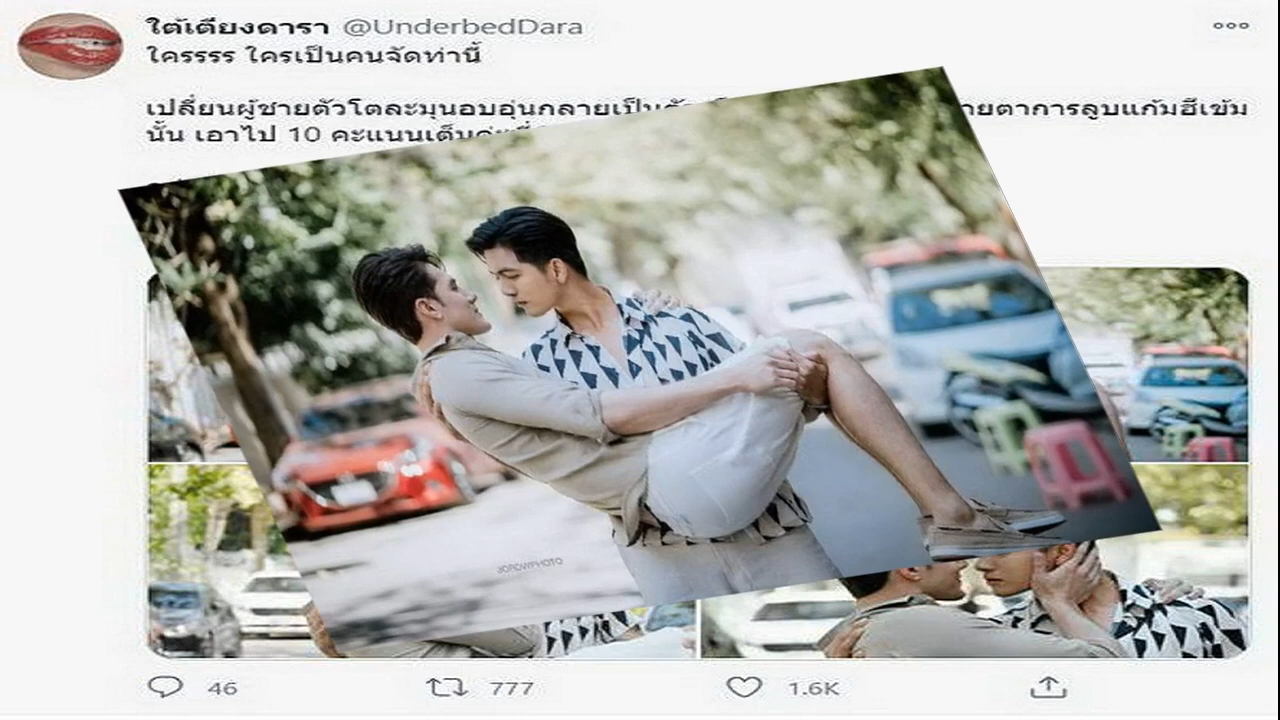 ใต้เตียงดารา @UnderbedDara
ใครรรร ใครเป็นคนจัดท่านี้
เปลี่ยนผู้ชายตัวโตละมุนอบอุ่นกลายเป็น ายตาการลูบแก้มฮีเข้ม
นั้น เอาไป 10 คะแนนเต็ม
46 777 1.6K